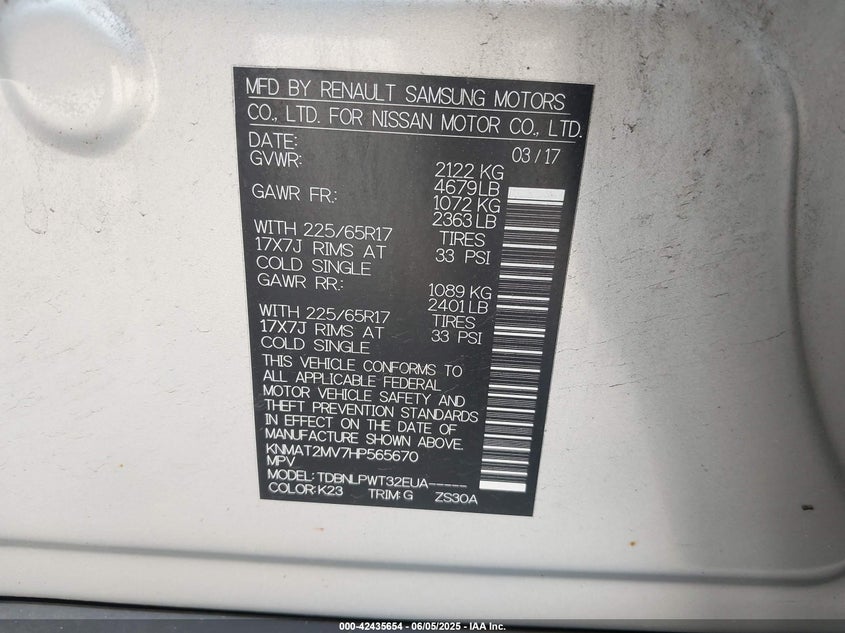 MFD BY RENAULT SAMSUNG MOTORS
CO., LTD. FOR NISSAN MOTOR CO., LTD.
DATE: 03/17
GVWR: 2122 KG
4679LB
GAWR FR.: 1072 KG
2363 LB
WITH 225/65R17 TIRES
17X7J RIMS AT 33 PSI
COLD SINGLE
GAWR RR.: 1089 KG
2401 LB
WITH 225/65R17 TIRES
17X7J RIMS AT 33 PSI
COLD SINGLE
THIS VEHICLE CONFORMS TO
ALL APPLICABLE FEDERAL
MOTOR VEHICLE SAFETY AND
THEFT PREVENTION STANDARDS
IN EFFECT ON THE DATE OF
MANUFACTURE SHOWN ABOVE.
KNMAT2MV7HP565670
MPV
MODEL: TDBNLPWT32EUA-----
COLOR:K23 TRIM:G ZS30A
000-42435654 - 06/05/2025 - IAA Inc.